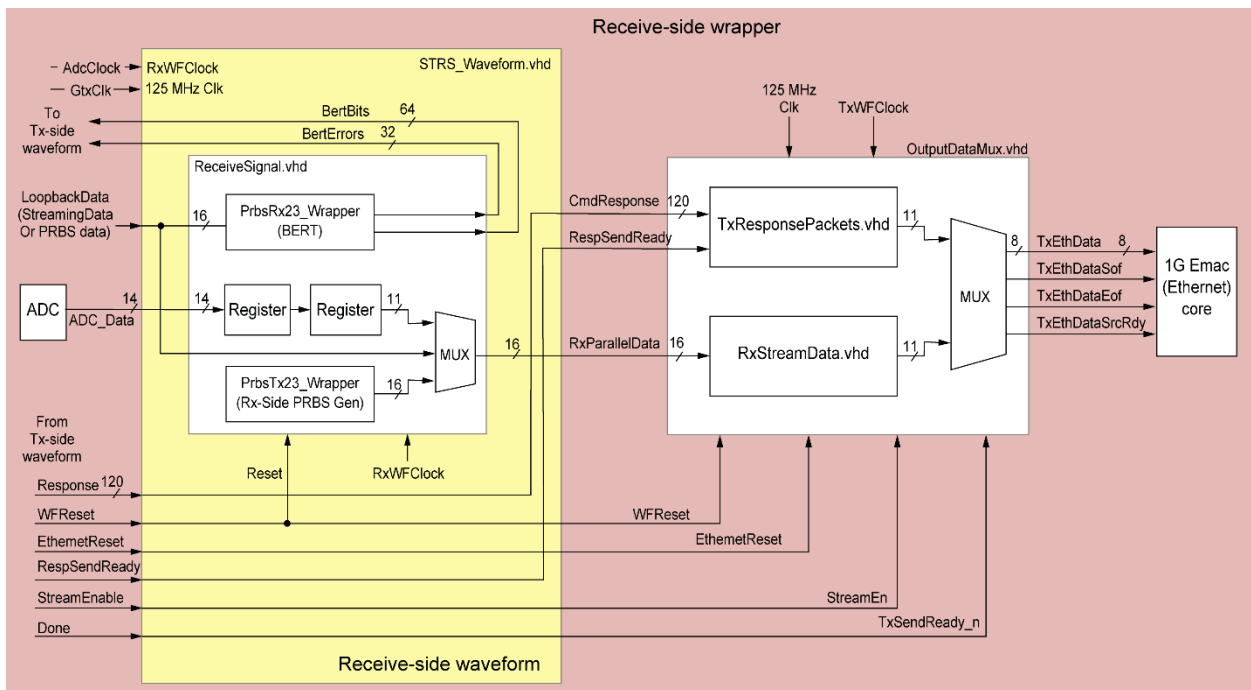 Receive-side wrapper
AdcClock
RxWFClock
STRS_Waveform.vhd
GtxClk
125 MHz Clk
To
Tx-side
waveform
BertBits
64
BertErrors
32
125 MHz
Clk
TxWFClock
OutputDataMux.vhd
ReceiveSignal.vhd
LoopbackData
(StreamingData
Or PRBS data)
16
PrbsRx23_Wrapper
(BERT)
CmdResponse
120
TxResponsePackets.vhd
11
RespSendReady
8
TxEthData
8
TxEthDataSof
TxEthDataEof
TxEthDataSrcRdy
MUX
1G Emac
(Ethernet)
core
ADC
14
ADC_Data
14
Register
Register
11
MUX
16
RxParallelData
16
RxStreamData.vhd
11
PrbsTx23_Wrapper
(Rx-Side PRBS Gen)
16
From
Tx-side
waveform
Reset
RxWFClock
Response
120
WFReset
WFReset
EthemetReset
EthemetReset
RespSendReady
StreamEnable
StreamEn
Done
TxSendReady_n
Receive-side waveform